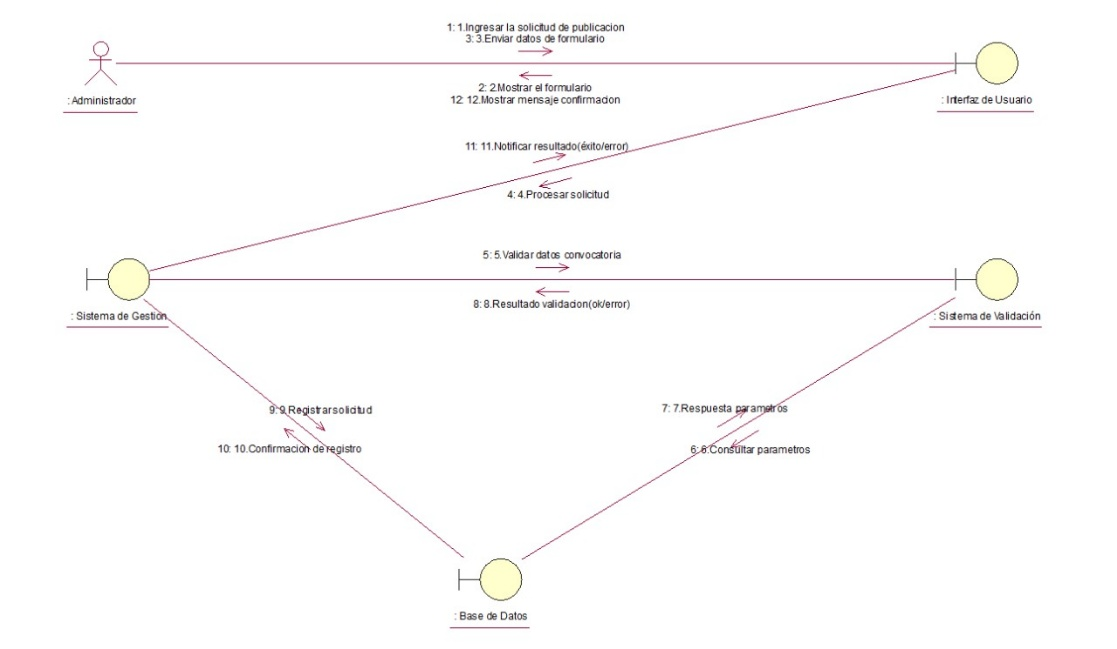 1: 1.Ingresar la solicitud de publicacion
3: 3.Enviar datos de formulario
2: 2.Mostrar el formulario
12: 12.Mostrar mensaje confirmacion
: Administrador
: Interfaz de Usuario
11: 11.Notificar resultado(éxito/error)
4: 4.Procesar solicitud
5: 5.Validar datos convocatoria
8: 8.Resultado validacion(ok/error)
: Sistema de Gestion
: Sistema de Validación
9: 9.Registrar solicitud
7: 7.Respuesta parametros
10: 10.Confirmacion de registro
6: 6.Consultar parametros
: Base de Datos